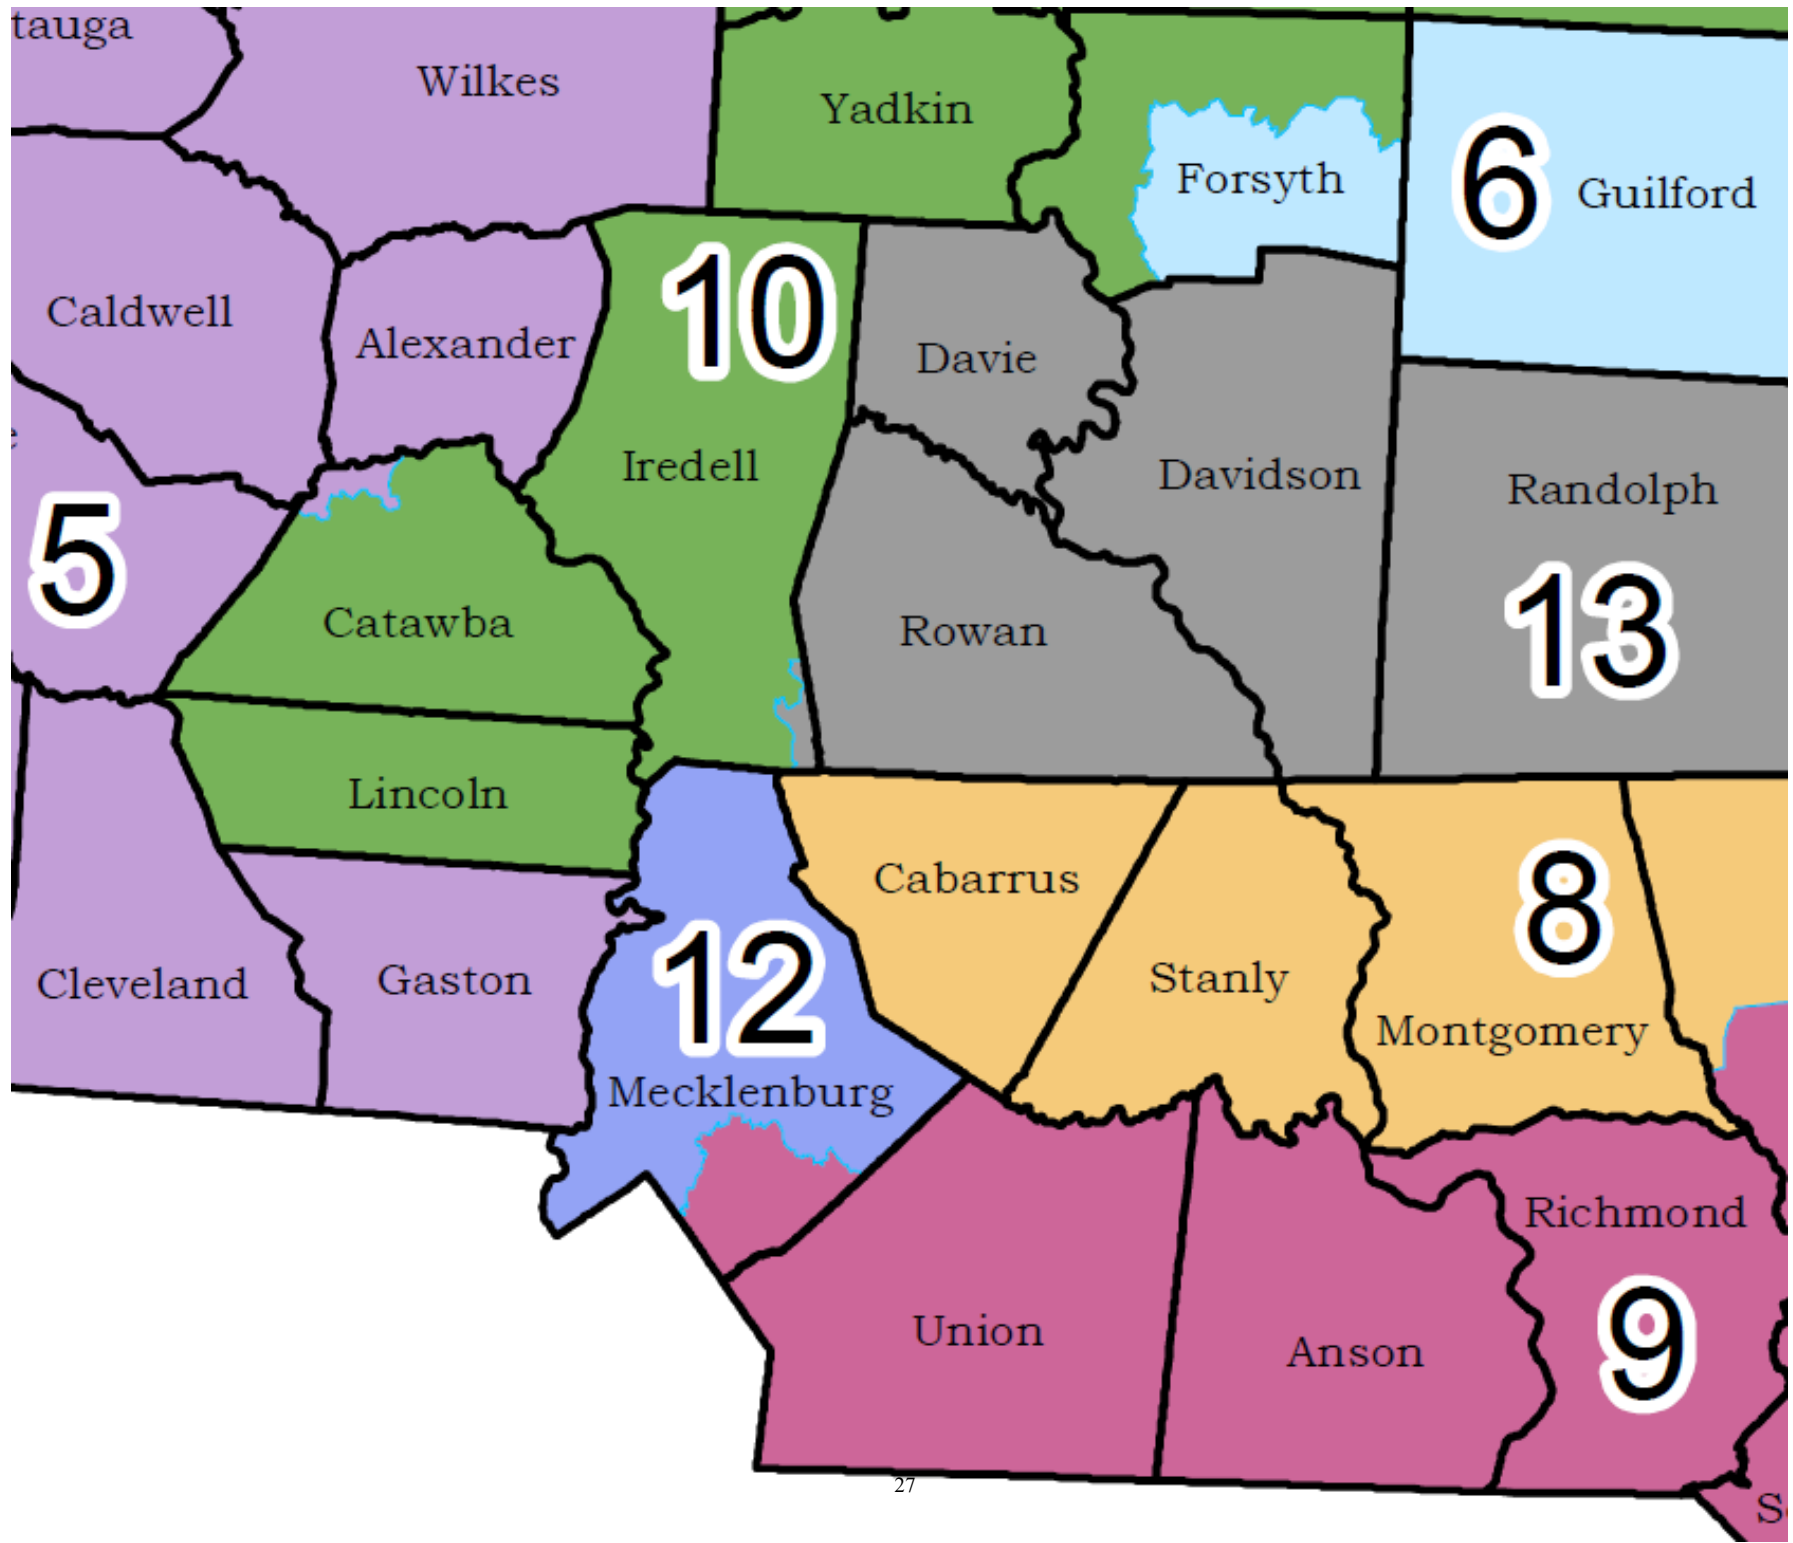 tauga
Wilkes
Yadkin
Forsyth
6
Guilford
10
Caldwell
Alexander
Davie
e
Iredell
Davidson
Randolph
5
13
Catawba
Rowan
Lincoln
Cabarrus
8
12
Cleveland
Gaston
Stanly
Montgomery
Mecklenburg
Richmond
Union
Anson
9
27
S